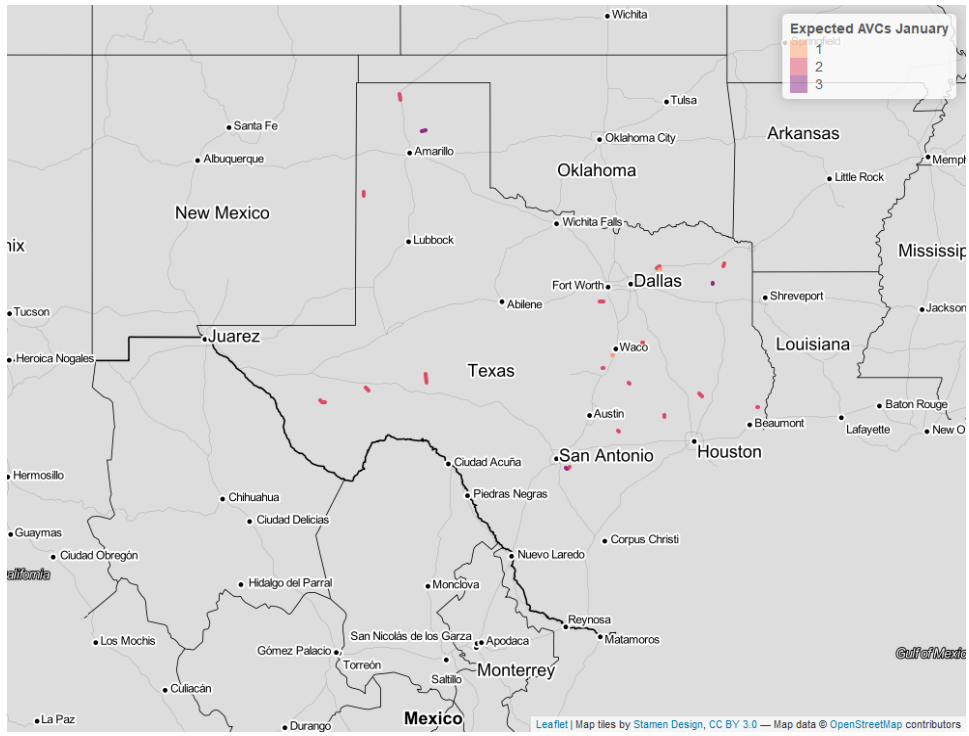 Wichita
Expected AVCs January
Springfield
1
2
3
Tulsa
Santa Fe
Oklahoma City
Arkansas
Albuquerque
Amarillo
Memph
Oklahoma
Little Rock
New Mexico
Wichita Falls
Lubbock
nix
Mississip
Fort Worth
Dallas
Abilene
Shreveport
Tucson
Jackson
Juarez
Waco
Louisiana
Heroica Nogales
Texas
Baton Rouge
Austin
Beaumont
Lafayette
New O
San Antonio
Houston
Ciudad Acuña
Hermosillo
Piedras Negras
Chihuahua
Ciudad Delicias
Guaymas
Corpus Christi
Ciudad Obregón
Nuevo Laredo
alifornia
Hidalgo del Parral
Monclova
Reynosa
Los Mochis
San Nicolás de los Garza
Apodaca
Matamoros
Gómez Palacio
Torreón
Monterrey
Gulf of Mexic
Saltillo
Culiacán
La Paz
Durango
Mexico
Leaflet | Map tiles by Stamen Design, CC BY 3.0 — Map data © OpenStreetMap contributors